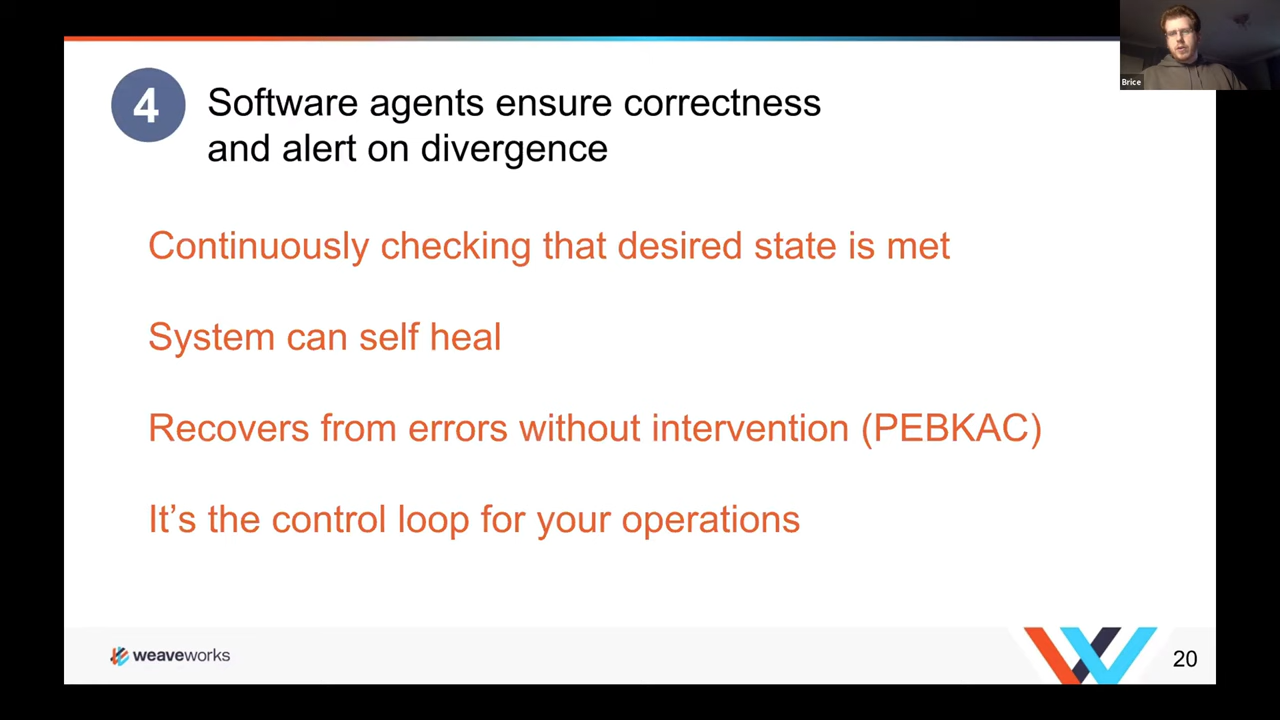 Brice
4
Software agents ensure correctness
and alert on divergence
Continuously checking that desired state is met
System can self heal
Recovers from errors without intervention (PEBKAC)
It’s the control loop for your operations
weaveworks
20